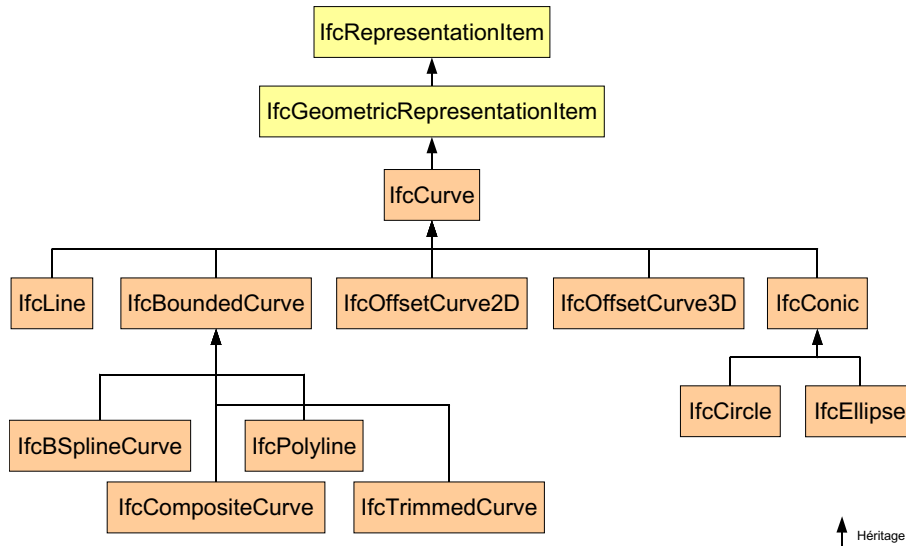 IfcRepresentationItem
IfcGeometricRepresentationItem
IfcCurve
IfcLine
IfcBoundedCurve
IfcOffsetCurve2D
IfcOffsetCurve3D
IfcConic
IfcCircle
IfcEllipse
IfcBSplineCurve
IfcPolyline
IfcCompositeCurve
IfcTrimmedCurve
Héritage